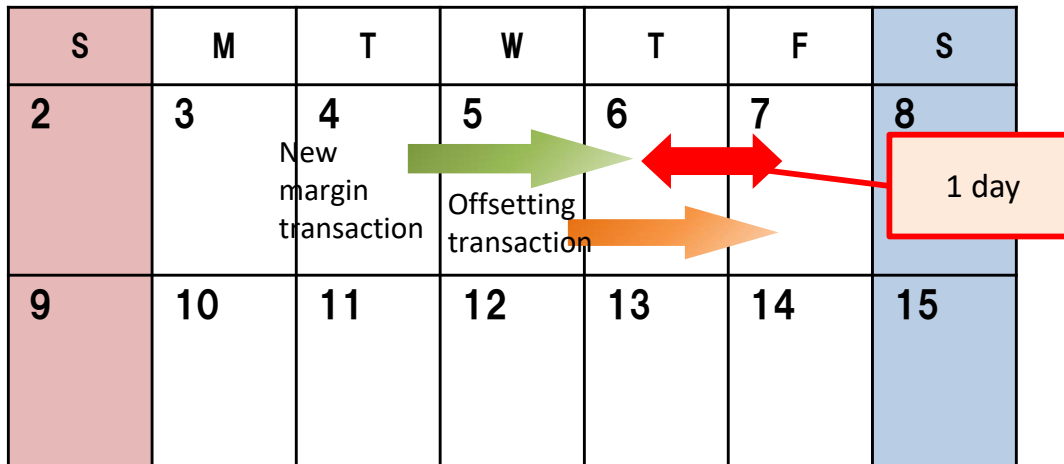 S M T W T F S
2 3 4 5 6 7 8
New
margin
transaction
Offsetting
transaction
1 day
9 10 11 12 13 14 15